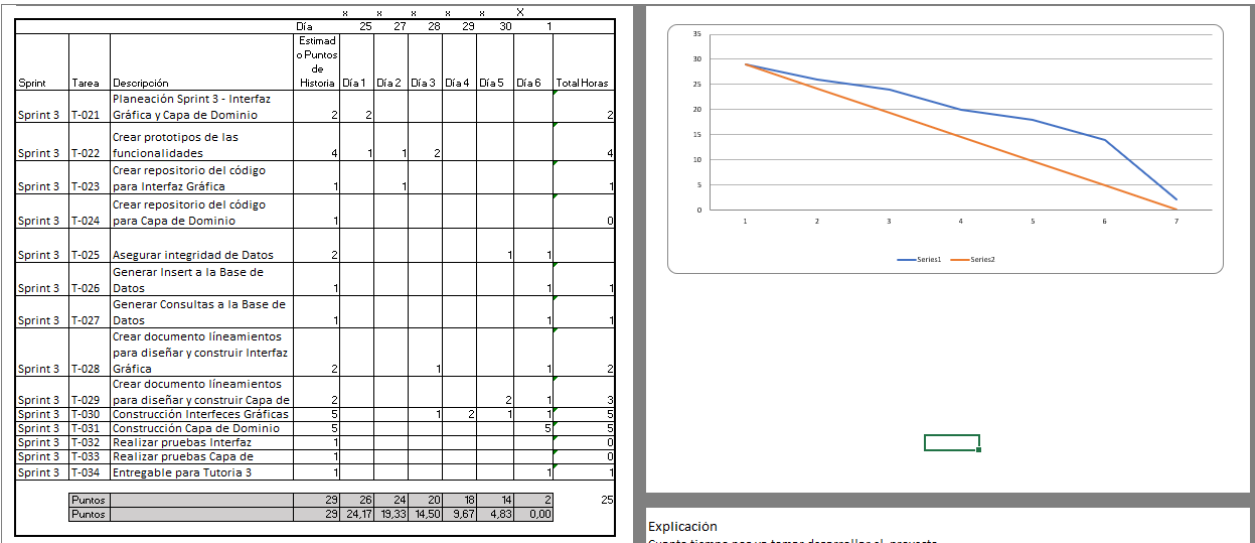 x x x x x X
Día 25 27 28 29 30 1
Estimad
o Puntos
de
Sprint Tarea Descripción Historia Día 1 Día 2 Día 3 Día 4 Día 5 Día 6 Total Horas
Planeación Sprint 3 - Interfaz
Sprint 3 T-021 Gráfica y Capa de Dominio 2 2 2
Crear prototipos de las
Sprint 3 T-022 funcionalidades 4 1 1 2 4
Crear repositorio del código
Sprint 3 T-023 para Interfaz Gráfica 1 1 1
Crear repositorio del código
Sprint 3 T-024 para Capa de Dominio 1 0
Sprint 3 T-025 Asegurar integridad de Datos 2 1 1
Generar Insert a la Base de
Sprint 3 T-026 Datos 1 1 1
Generar Consultas a la Base de
Sprint 3 T-027 Datos 1 1 1
Crear documento líneamientos
para diseñar y construir Interfaz
Sprint 3 T-028 Gráfica 2 1 1 2
Crear documento líneamientos
Sprint 3 T-029 para diseñar y construir Capa de 2 2 1 3
Sprint 3 T-030 Construcción Interfeces Gráficas 5 1 2 1 1 5
Sprint 3 T-031 Construcción Capa de Dominio 5 5 5
Sprint 3 T-032 Realizar pruebas Interfaz 1 0
Sprint 3 T-033 Realizar pruebas Capa de 1 0
Sprint 3 T-034 Entregable para Tutoria 3 1 1 1
Puntos 29 26 24 20 18 14 2 25
Puntos 29 24,17 19,33 14,50 9,67 4,83 0,00
35
30
25
20
15
10
5
0
1 2 3 4 5 6 7
Series1 Series2
Explicación
Cuanto tiempo nos va tomar desarrollar el proyecto